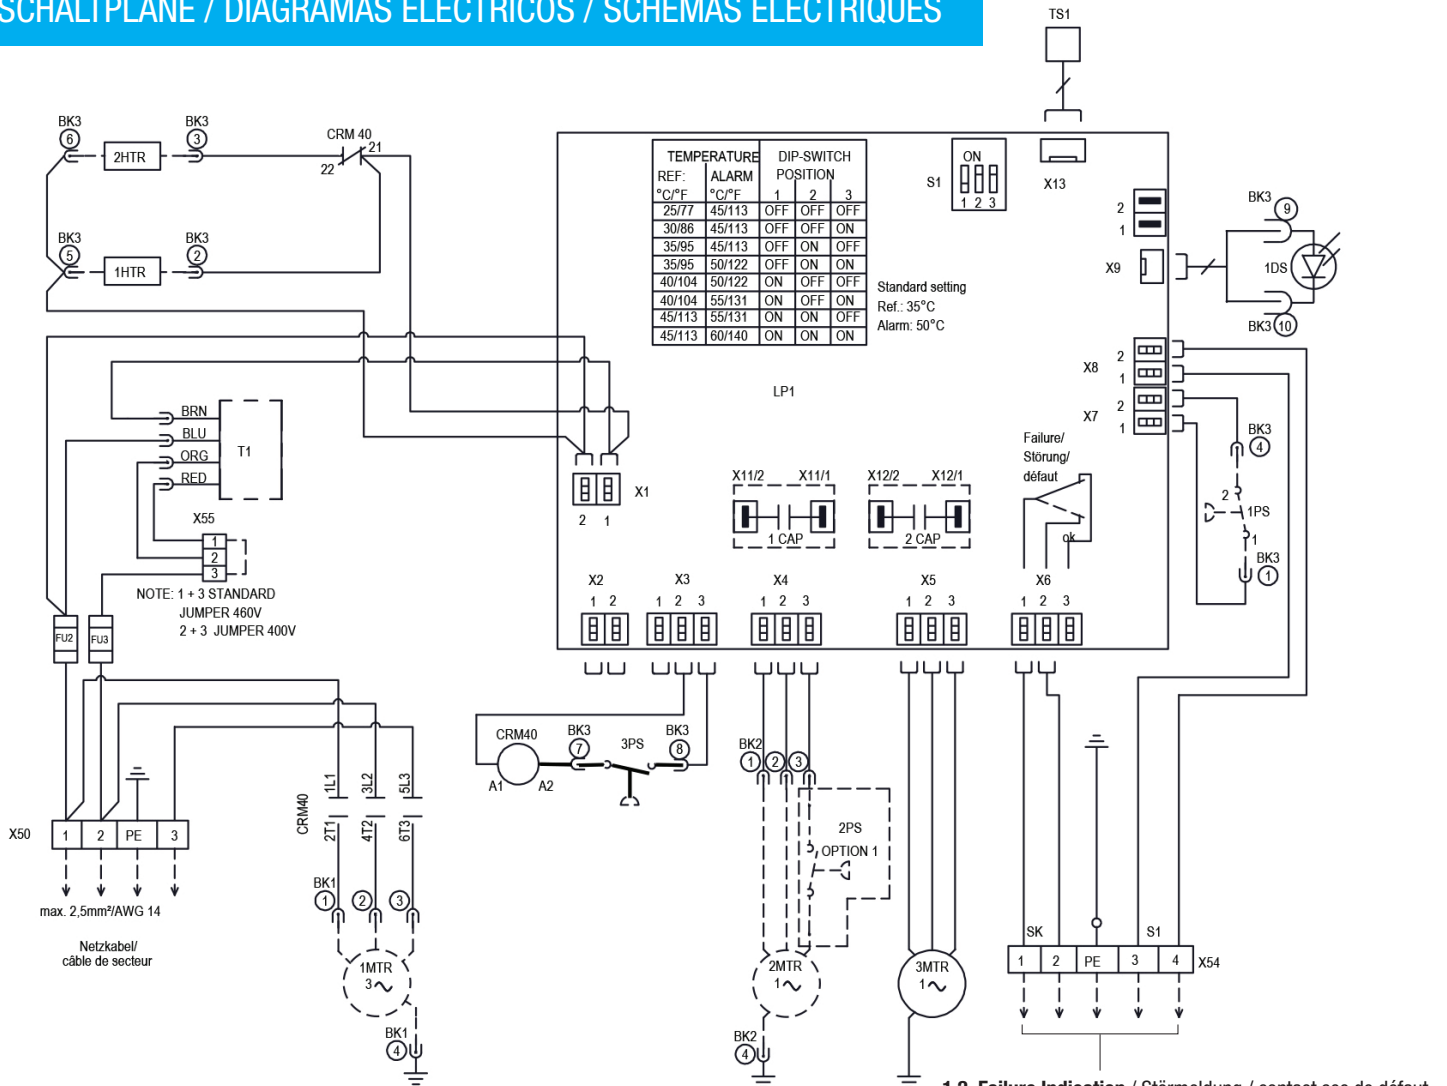 SCHALTPLÄNE / DIAGRAMAS ELÉCTRICOS / SCHÉMAS ÉLECTRIQUES
TS1
BK3
6
2HTR
BK3
3
CRM 40
21
22
BK3
5
1HTR
BK3
2
TEMPERATURE
DIP-SWITCH POSITION
REF: ALARM
°C/°F °C/°F 1 2 3
25/77 45/113 OFF OFF OFF
30/86 45/113 OFF OFF ON
35/95 45/113 OFF ON OFF
35/95 50/122 OFF ON ON
40/104 50/122 ON OFF OFF
40/104 55/131 ON OFF ON
45/113 55/131 ON ON OFF
45/113 60/140 ON ON ON
Standard setting
Ref.: 35°C
Alarm: 50°C
S1
ON
1 2 3
X13
2
1
X9
BK3
9
1DS
BK3
10
X8
2
1
X7
2
1
LP1
BRN
BLU
ORG
RED
T1
X55
1
2
3
NOTE: 1 + 3 STANDARD
JUMPER 460V
2 + 3 JUMPER 400V
FU2
FU3
X1
2 1
X11/2 X11/1
1 CAP
X12/2 X12/1
2 CAP
Failure/
Störung/
défaut
ok
BK3
4
2
1PS
1
BK3
1
X2
1 2
X3
1 2 3
X4
1 2 3
X5
1 2 3
X6
1 2 3
CRM40
A1 A2
BK3
7
3PS
BK3
8
BK2
1 2 3
2PS
OPTION 1
X50
1 2 PE 3
max. 2,5mm²/AWG 14
Netzkabel/
câble de secteur
CRM40
1L1 3L2 5L3
2T1 4T2 6T3
BK1
1 2 3
1MTR
3
BK1
4
2MTR
1
BK2
4
3MTR
1
SK S1
1 2 PE 3 4
X54
1.2 Failure Indication / Störmeldung / contact sec de défaut